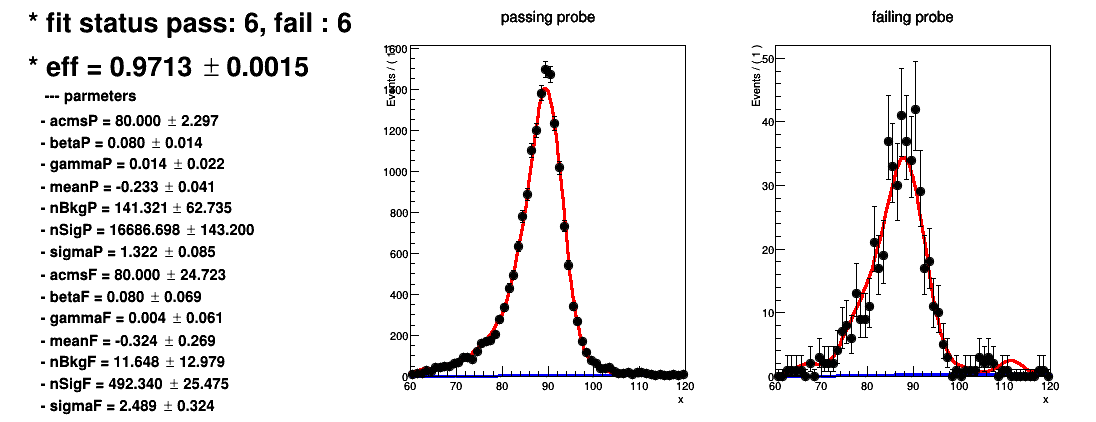 * fit status pass: 6, fail : 6
* eff = 0.9713 ± 0.0015
--- parmeters
- acmsP = 80.000 ± 2.297
- betaP = 0.080 ± 0.014
- gammaP = 0.014 ± 0.022
- meanP = -0.233 ± 0.041
- nBkgP = 141.321 ± 62.735
- nSigP = 16686.698 ± 143.200
- sigmaP = 1.322 ± 0.085
- acmsF = 80.000 ± 24.723
- betaF = 0.080 ± 0.069
- gammaF = 0.004 ± 0.061
- meanF = -0.324 ± 0.269
- nBkgF = 11.648 ± 12.979
- nSigF = 492.340 ± 25.475
- sigmaF = 2.489 ± 0.324
passing probe
Events / ( 1 )
1600
1400
1200
1000
800
600
400
200
0
60 70 80 90 100 110 120
x
failing probe
Events / ( 1 )
50
40
30
20
10
0
60 70 80 90 100 110 120
x